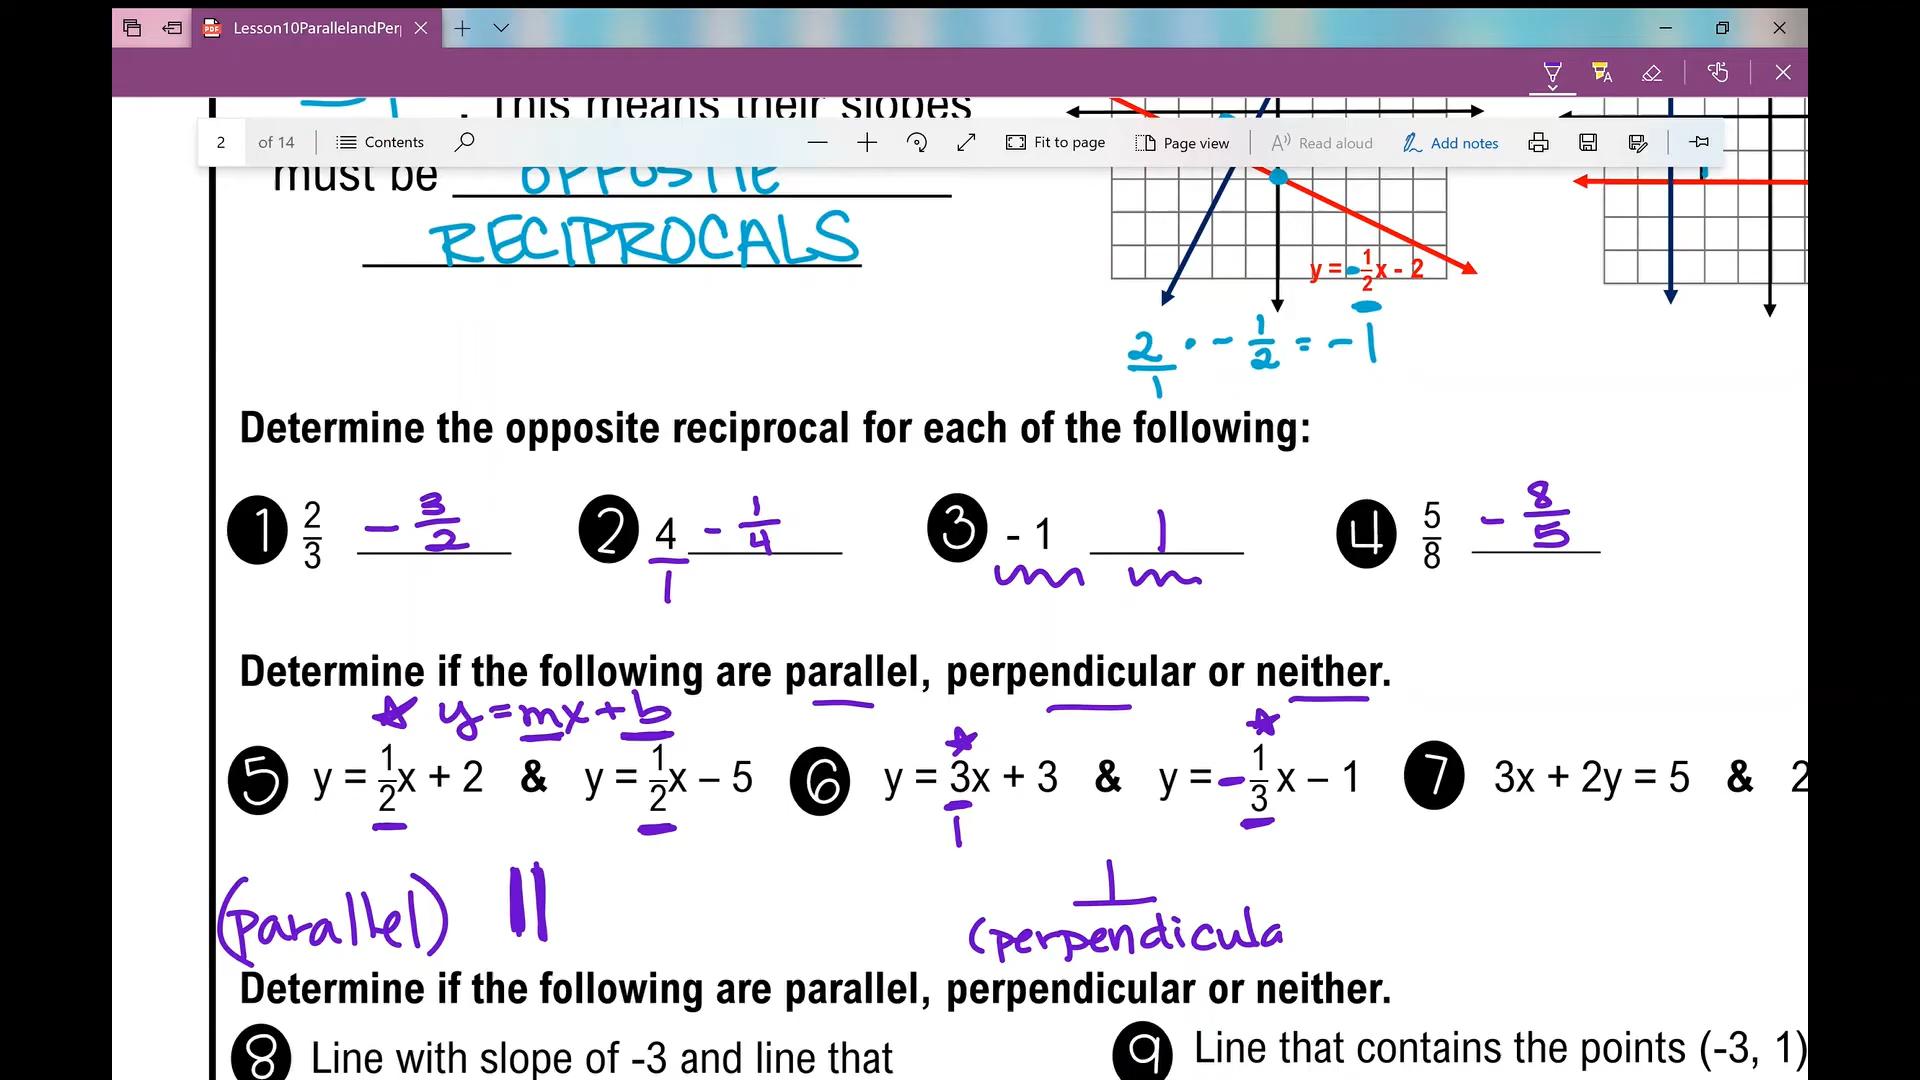 Lesson10ParallelandPer
2 of 14 Contents Fit to page Page view Read aloud Add notes
This means their slopes
must be OPPOSITE
RECIPROCALS
y = -1/2x - 2
2/1 · - 1/2 = -1
Determine the opposite reciprocal for each of the following:
1 2/3 - 3/2 2 4/1 - 1/4 3 - 1 1 4 5/8 - 8/5
Determine if the following are parallel, perpendicular or neither.
y = mx + b
5 y = 1/2x + 2 & y = 1/2x – 5 6 y = 3x + 3 & y = - 1/3x – 1 7 3x + 2y = 5 & 2
1
(parallel) || ⊥
(perpendicula
Determine if the following are parallel, perpendicular or neither.
8 Line with slope of -3 and line that 9 Line that contains the points (-3, 1)